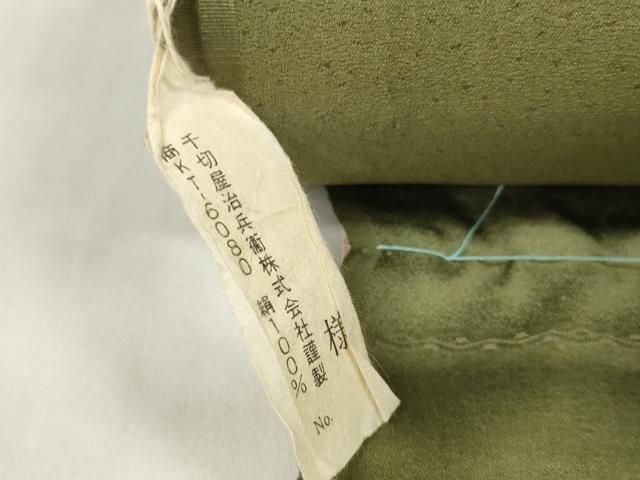 様
No.
千切屋治兵衛株式会社謹製
商KT-6080 絹100%